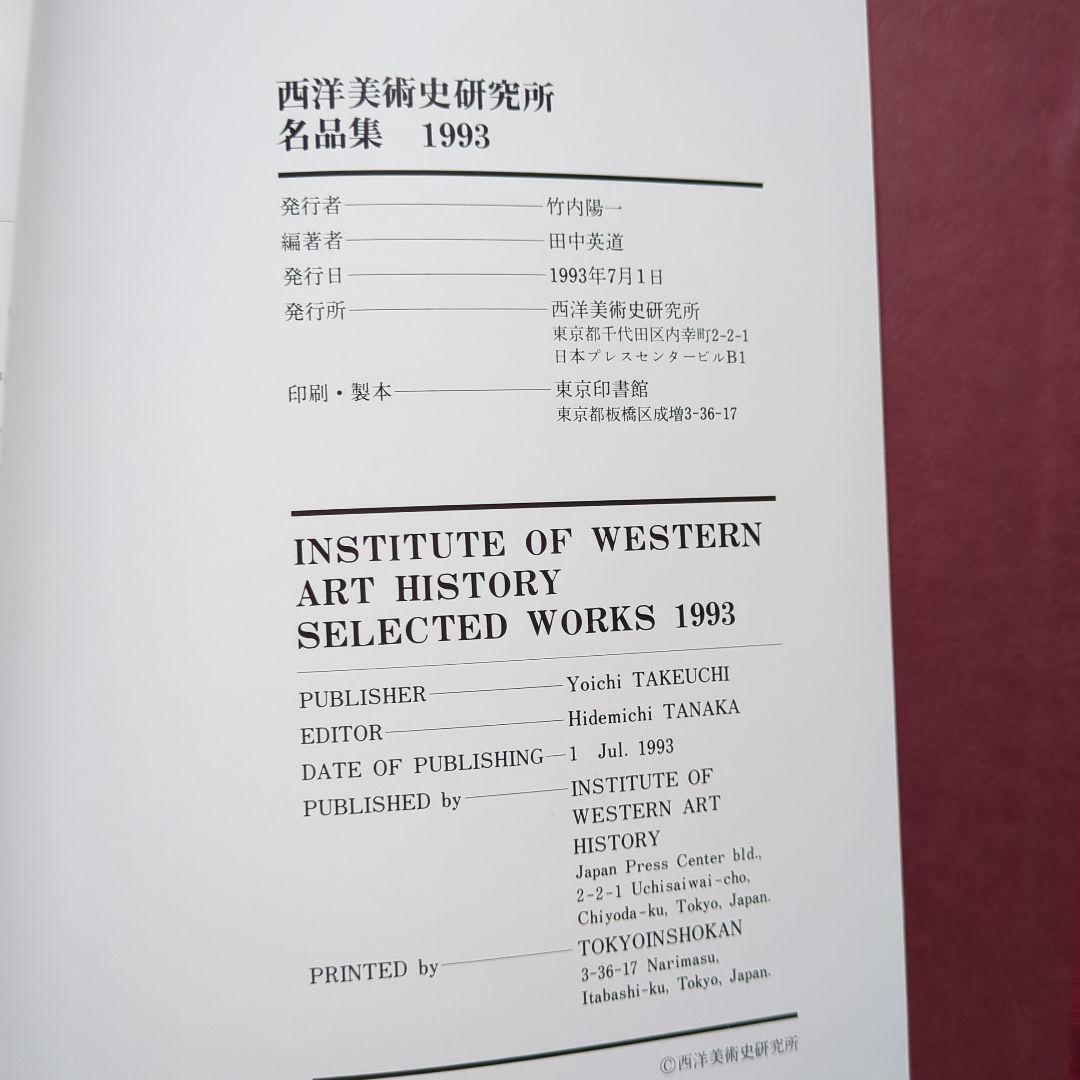 西洋美術史研究所
名品集 1993
発行者 竹内陽一
編著者 田中英道
発行日 1993年7月1日
発行所 西洋美術史研究所
東京都千代田区内幸町2-2-1
日本プレスセンタービルB1
印刷・製本 東京印書館
東京都板橋区成増3-36-17
INSTITUTE OF WESTERN
ART HISTORY
SELECTED WORKS 1993
PUBLISHER Yoichi TAKEUCHI
EDITOR Hidemichi TANAKA
DATE OF PUBLISHING 1 Jul. 1993
PUBLISHED by INSTITUTE OF
WESTERN ART
HISTORY
Japan Press Center bld.,
2-2-1 Uchisaiwai-cho,
Chiyoda-ku, Tokyo, Japan.
PRINTED by TOKYOINSHOKAN
3-36-17 Narimasu,
Itabashi-ku, Tokyo, Japan.
©西洋美術史研究所